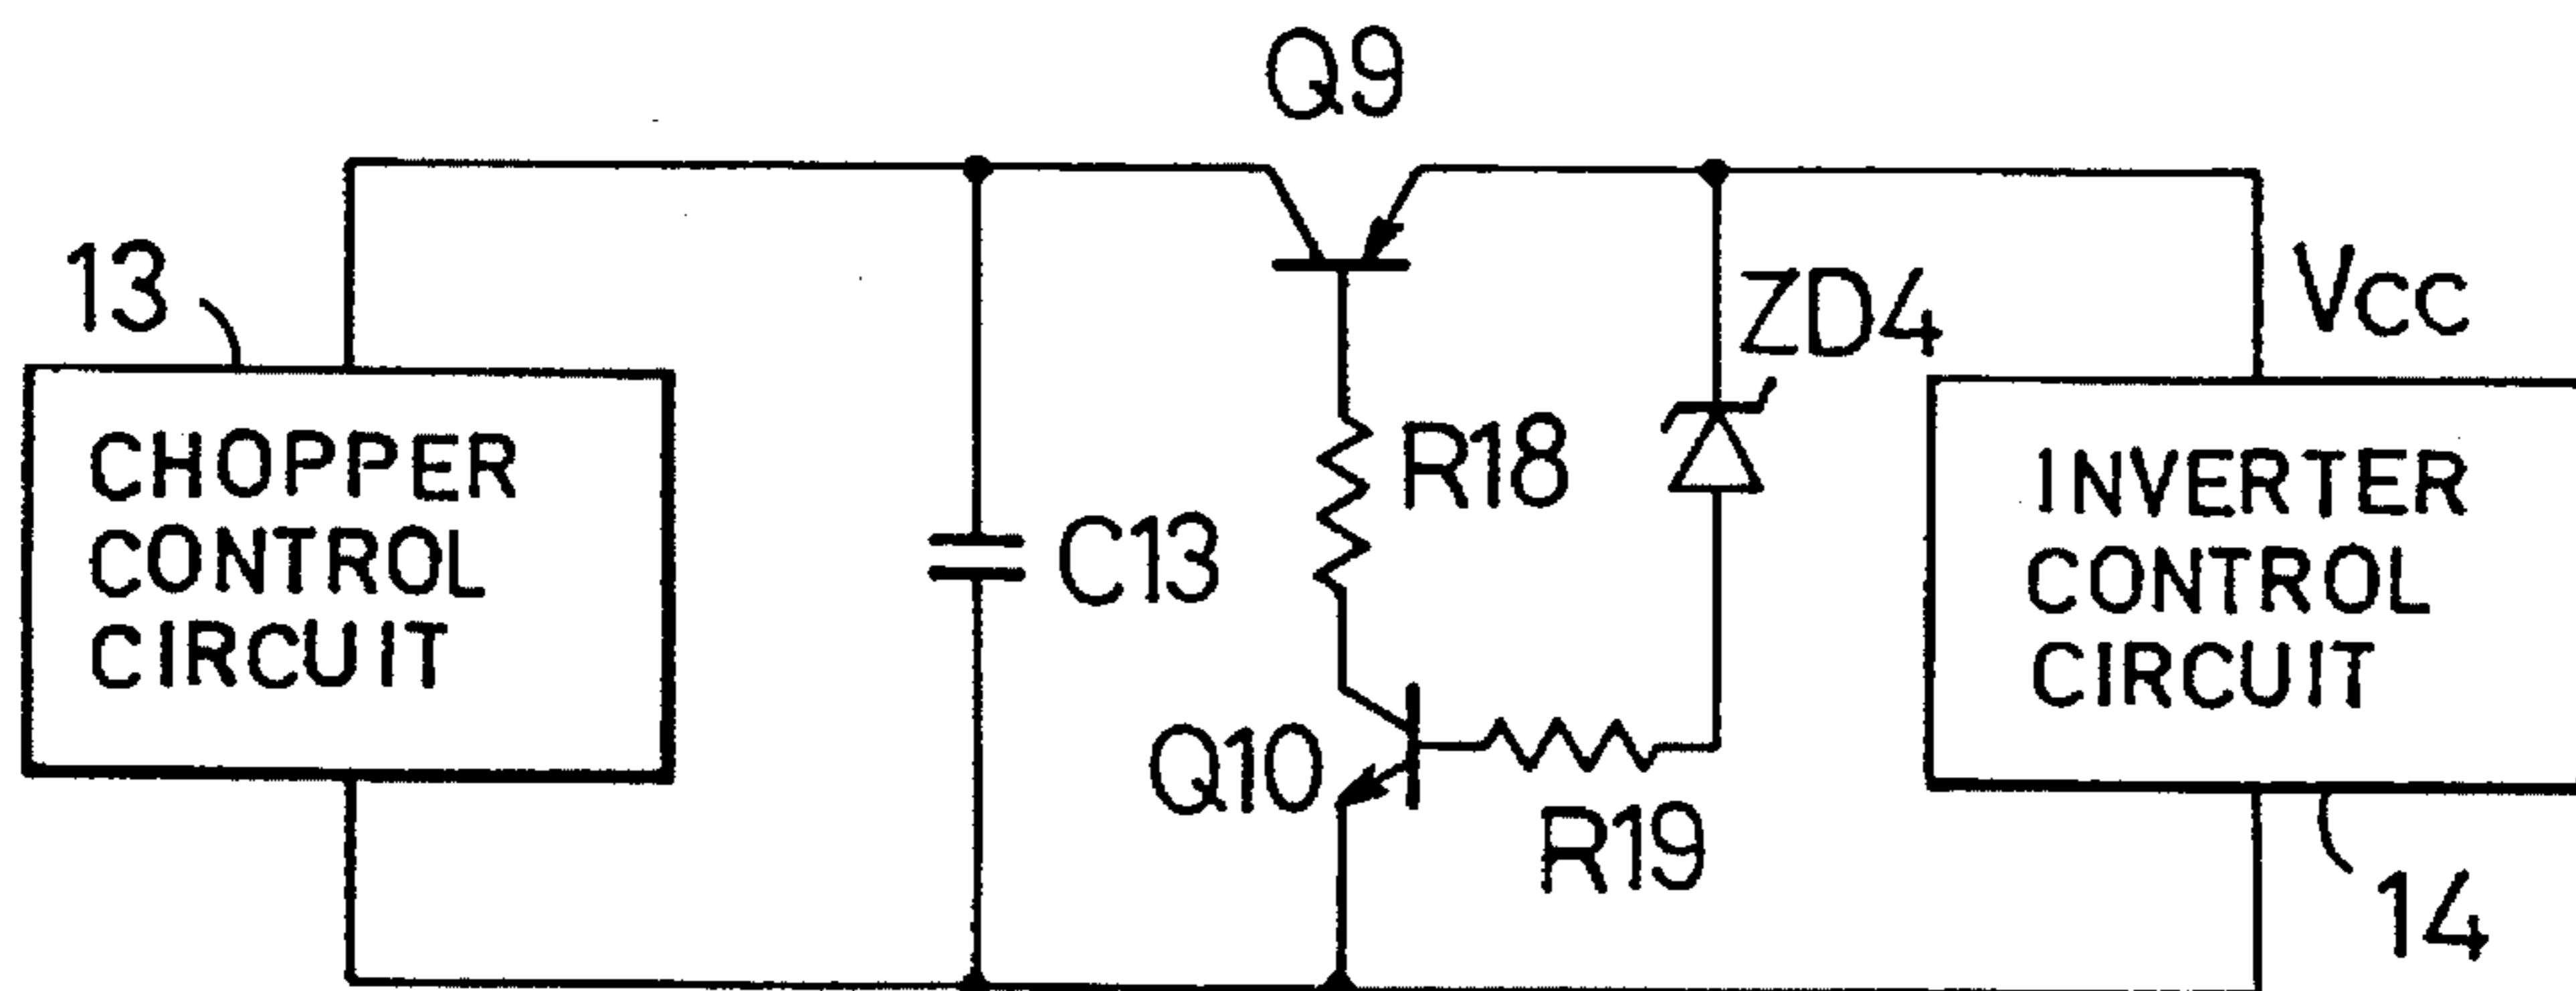 Q9
13
ZD4
VCC
CHOPPER
CONTROL
CIRCUIT
R18
C13
INVERTER
CONTROL
CIRCUIT
Q10
R19
14